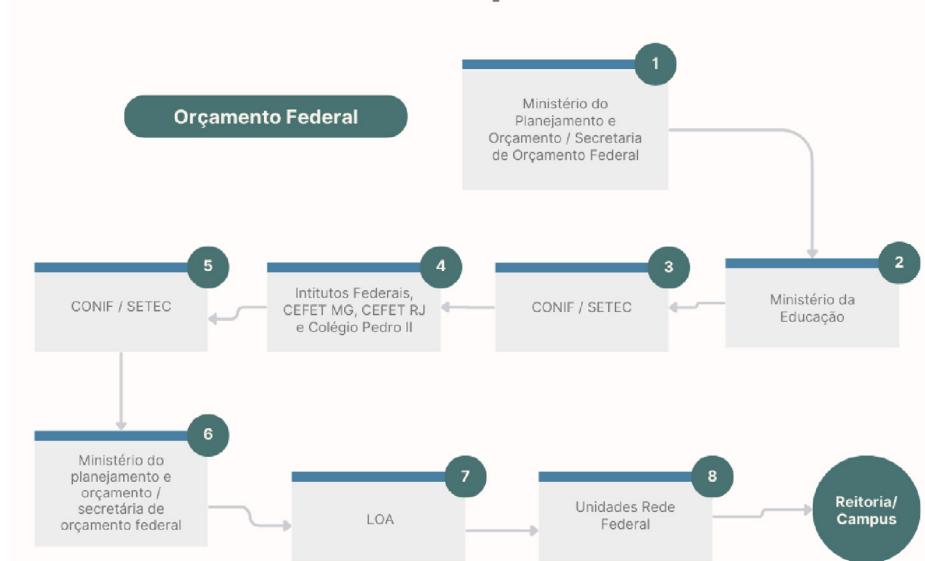 Orçamento Federal
1
Ministério do
Planejamento e
Orçamento / Secretaria
de Orçamento Federal
2
Ministério da
Educação
3
CONIF / SETEC
4
Intitutos Federais,
CEFET MG, CEFET RJ
e Colégio Pedro II
5
CONIF / SETEC
6
Ministério do
planejamento e
orçamento /
secretária de
orçamento federal
7
LOA
8
Unidades Rede
Federal
Reitoria/
Campus